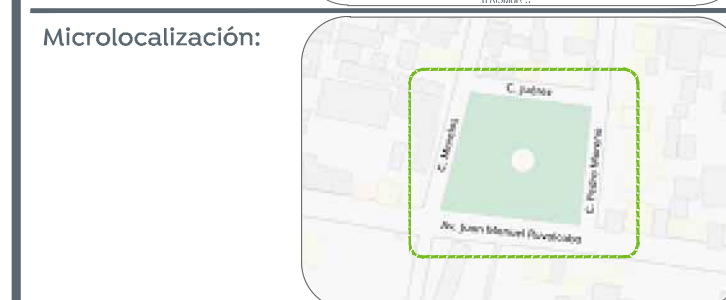 Microlocalización:
C. Juárez
C. Morelos
C. Pedro Moreno
Av. Juan Manuel Ruvalcaba